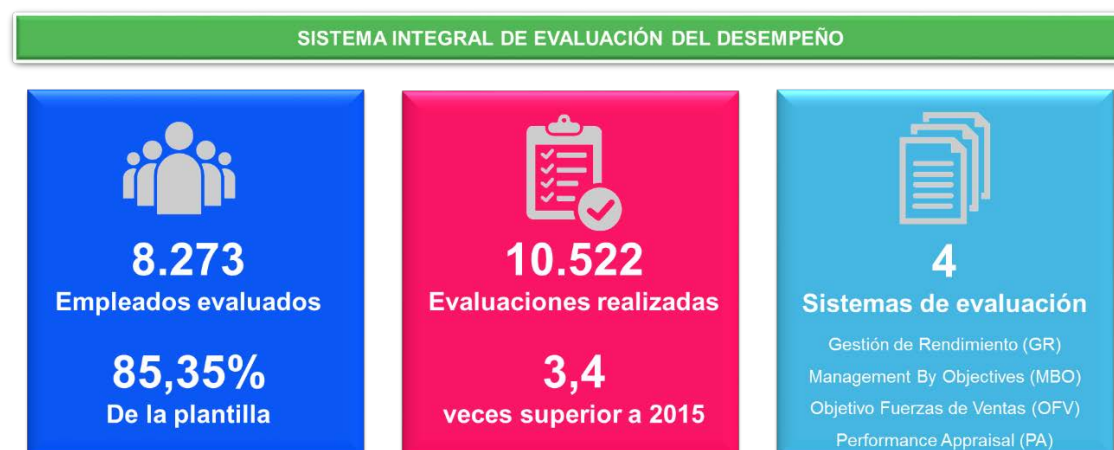 SISTEMA INTEGRAL DE EVALUACIÓN DEL DESEMPEÑO
8.273
Empleados evaluados
85,35%
De la plantilla
10.522
Evaluaciones realizadas
3,4
veces superior a 2015
4
Sistemas de evaluación
Gestión de Rendimiento (GR)
Management By Objectives (MBO)
Objetivo Fuerzas de Ventas (OFV)
Performance Appraisal (PA)